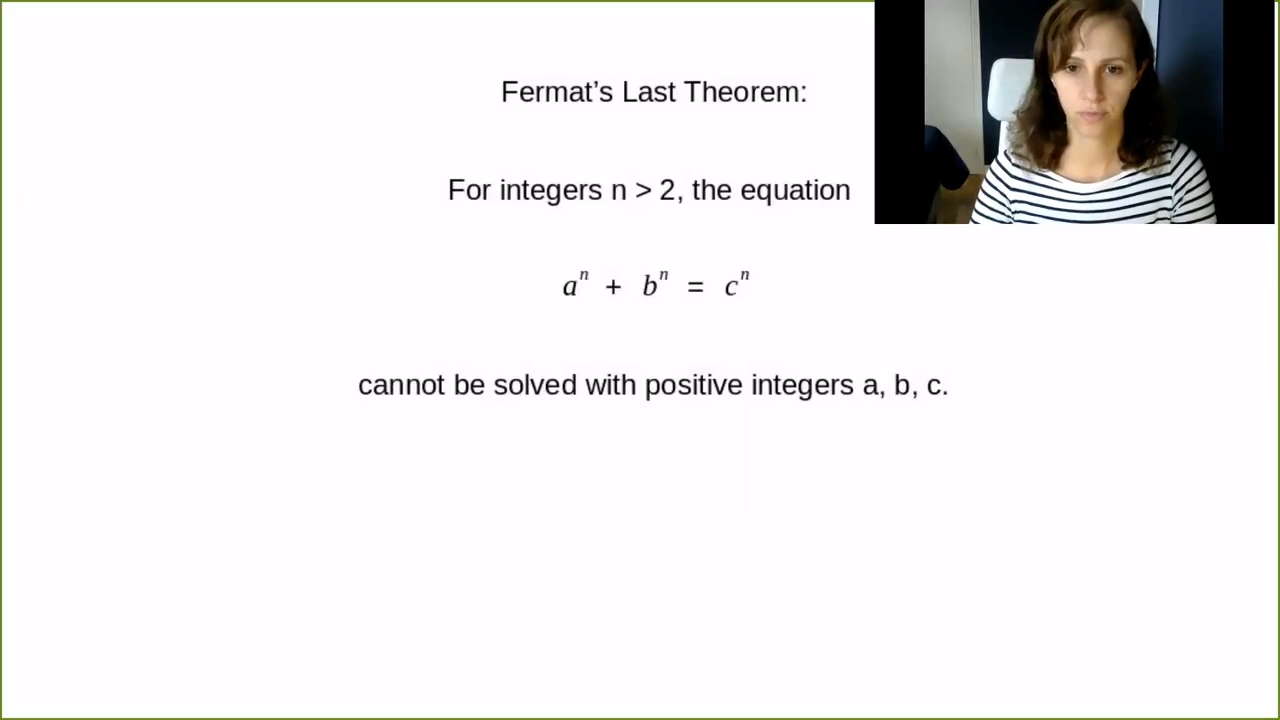 Fermat’s Last Theorem:
For integers n > 2, the equation
aⁿ + bⁿ = cⁿ
cannot be solved with positive integers a, b, c.